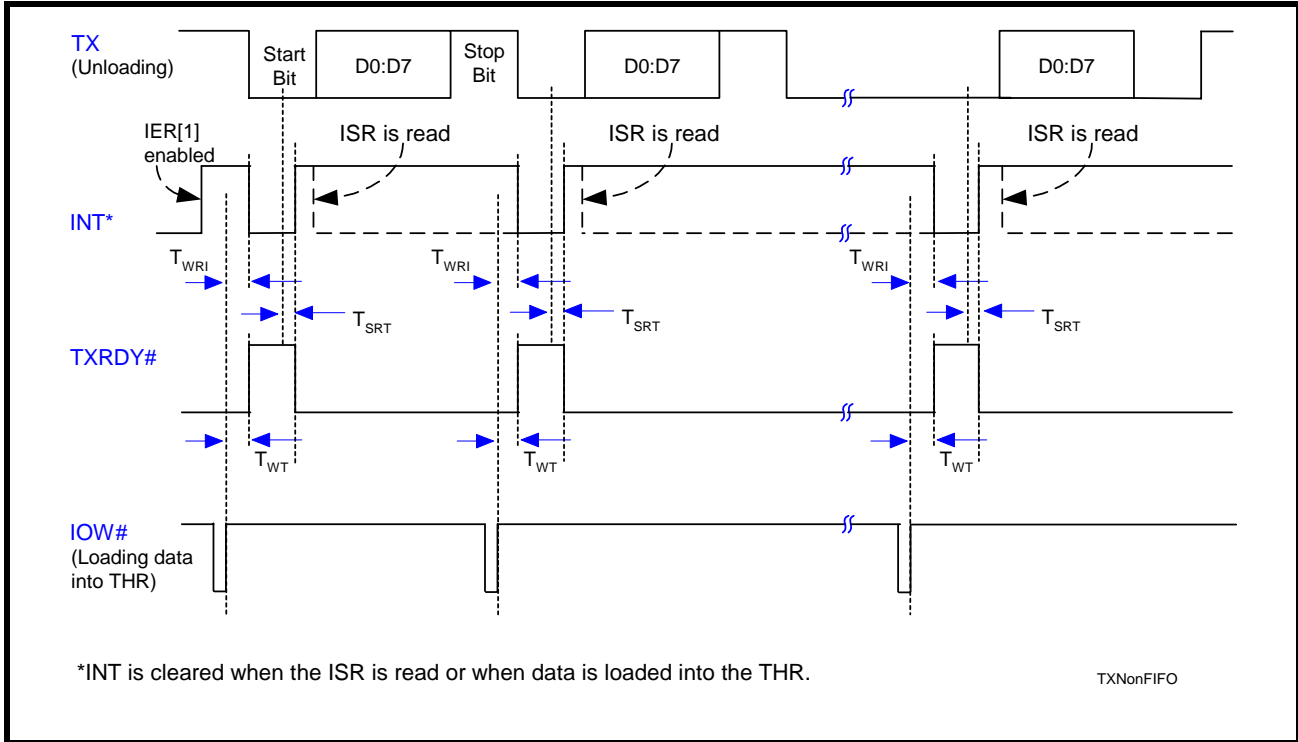 TX
(Unloading)
Start
Bit
D0:D7
Stop
Bit
D0:D7
D0:D7
IER[1]
enabled
ISR is read
ISR is read
ISR is read
INT*
TWRI
TWRI
TWRI
TSRT
TSRT
TSRT
TXRDY#
TWT
TWT
TWT
IOW#
(Loading data
into THR)
*INT is cleared when the ISR is read or when data is loaded into the THR.
TXNonFIFO